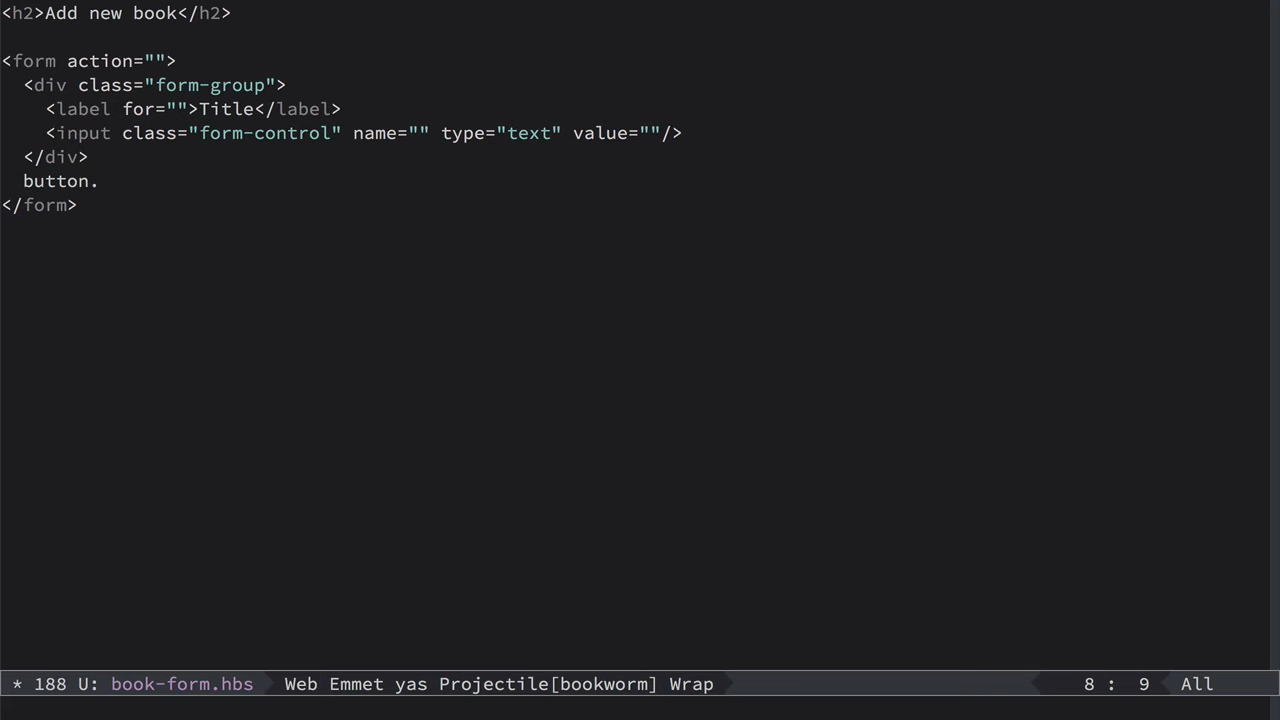 <h2>Add new book</h2>

<form action="">
  <div class="form-group">
    <label for="">Title</label>
    <input class="form-control" name="" type="text" value=""/>
  </div>
  button.
</form>
* 188 U: book-form.hbs Web Emmet yas Projectile[bookworm] Wrap 8 : 9 All